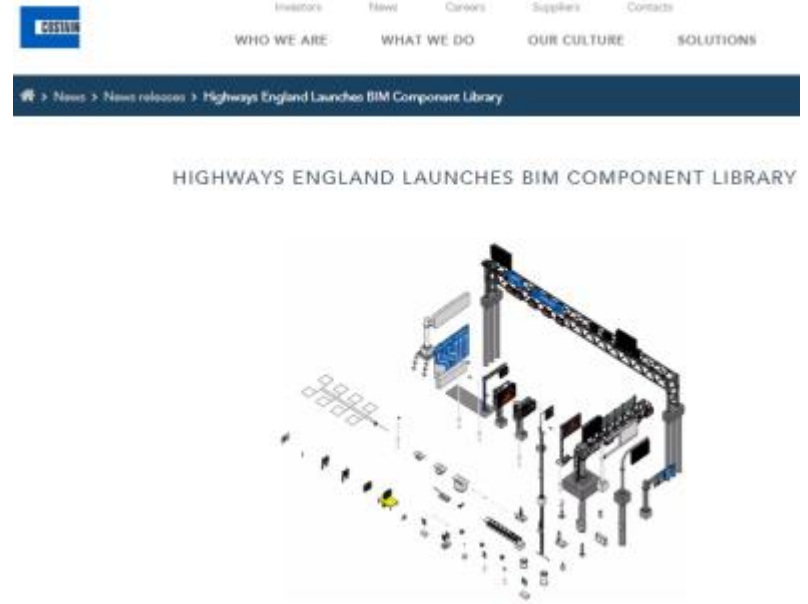 Investors News Careers Suppliers Contacts
COSTAIN
WHO WE ARE WHAT WE DO OUR CULTURE SOLUTIONS
> News > News releases > Highways England Launches BIM Component Library
HIGHWAYS ENGLAND LAUNCHES BIM COMPONENT LIBRARY